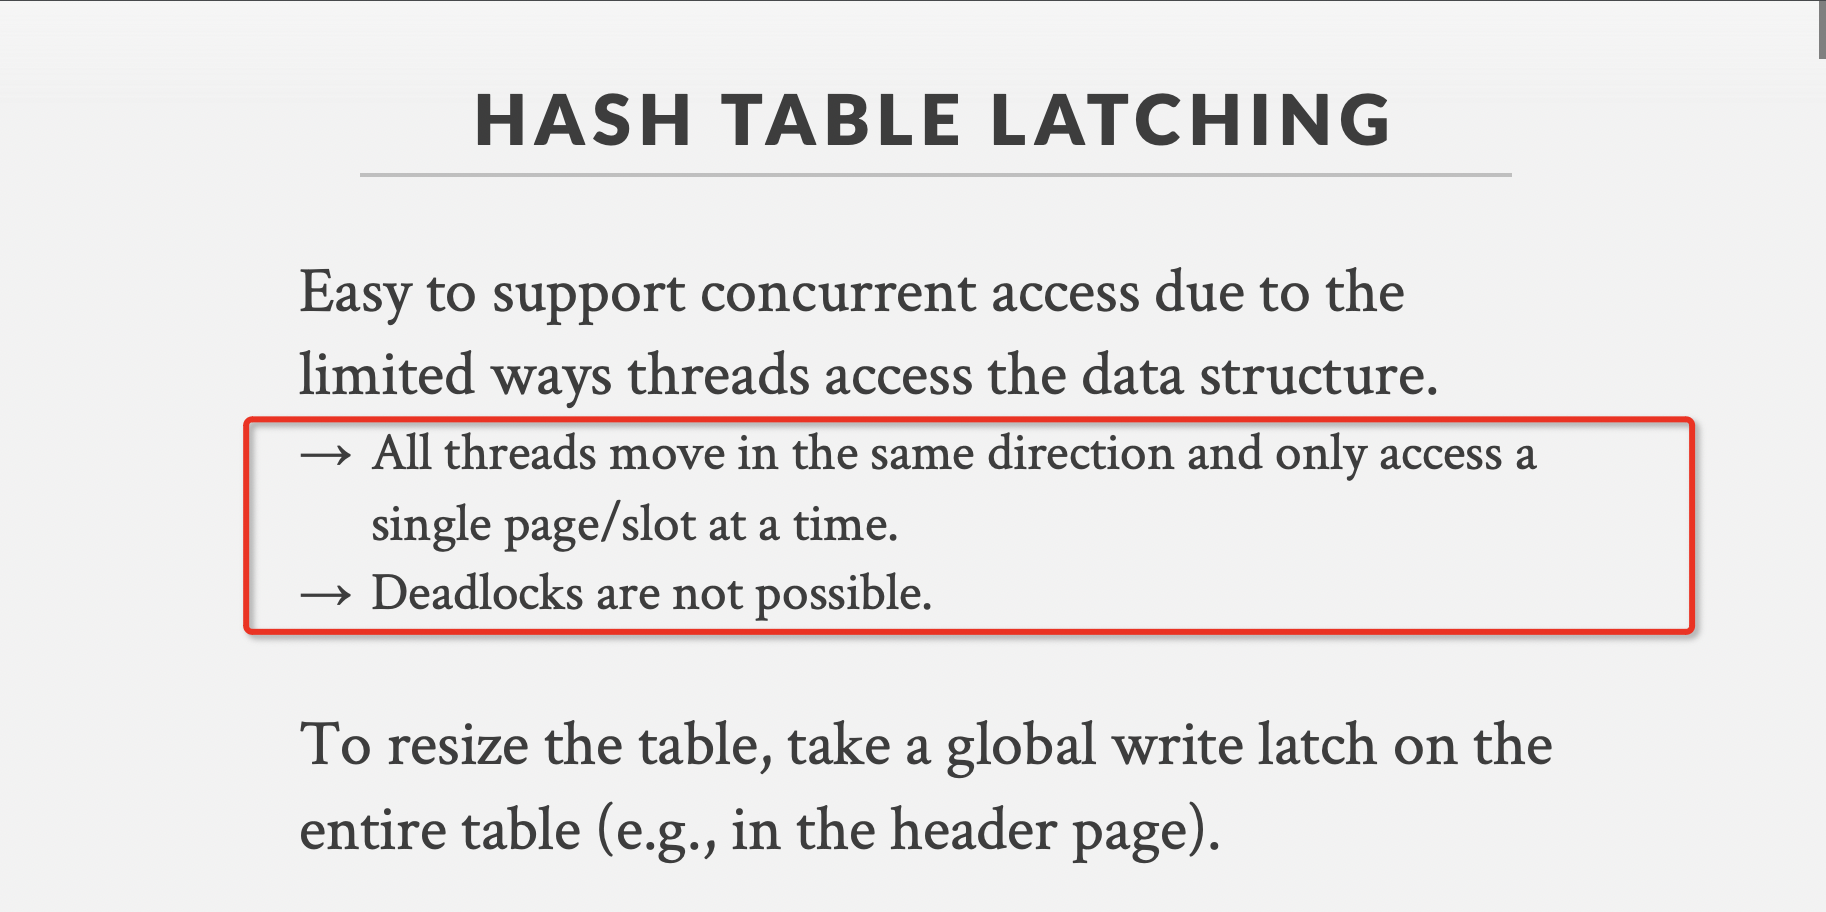 HASH TABLE LATCHING
Easy to support concurrent access due to the
limited ways threads access the data structure.
→ All threads move in the same direction and only access a
single page/slot at a time.
→ Deadlocks are not possible.
To resize the table, take a global write latch on the
entire table (e.g., in the header page).